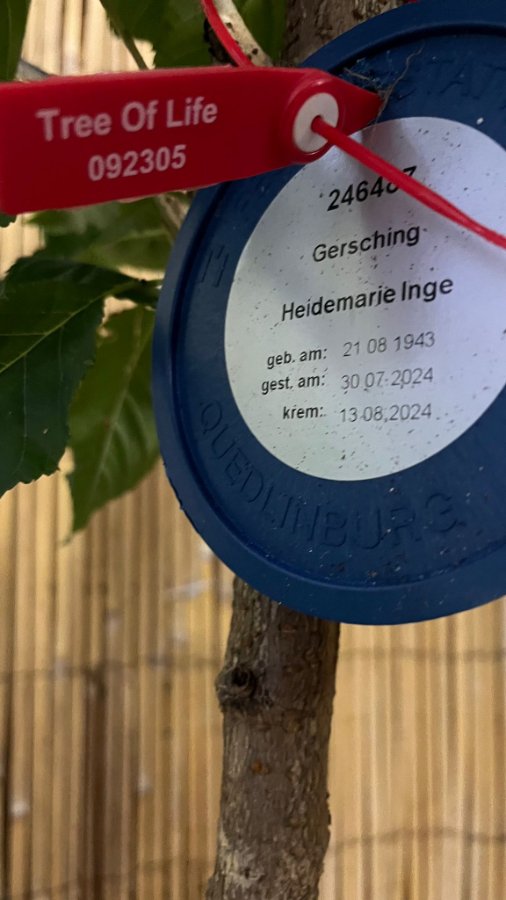 Tree Of Life
092305
246487
Gersching
Heidemarie Inge
geb. am: 21 08 1943
gest. am: 30 07 2024
krem: 13.08.2024
QUEDLINBURG